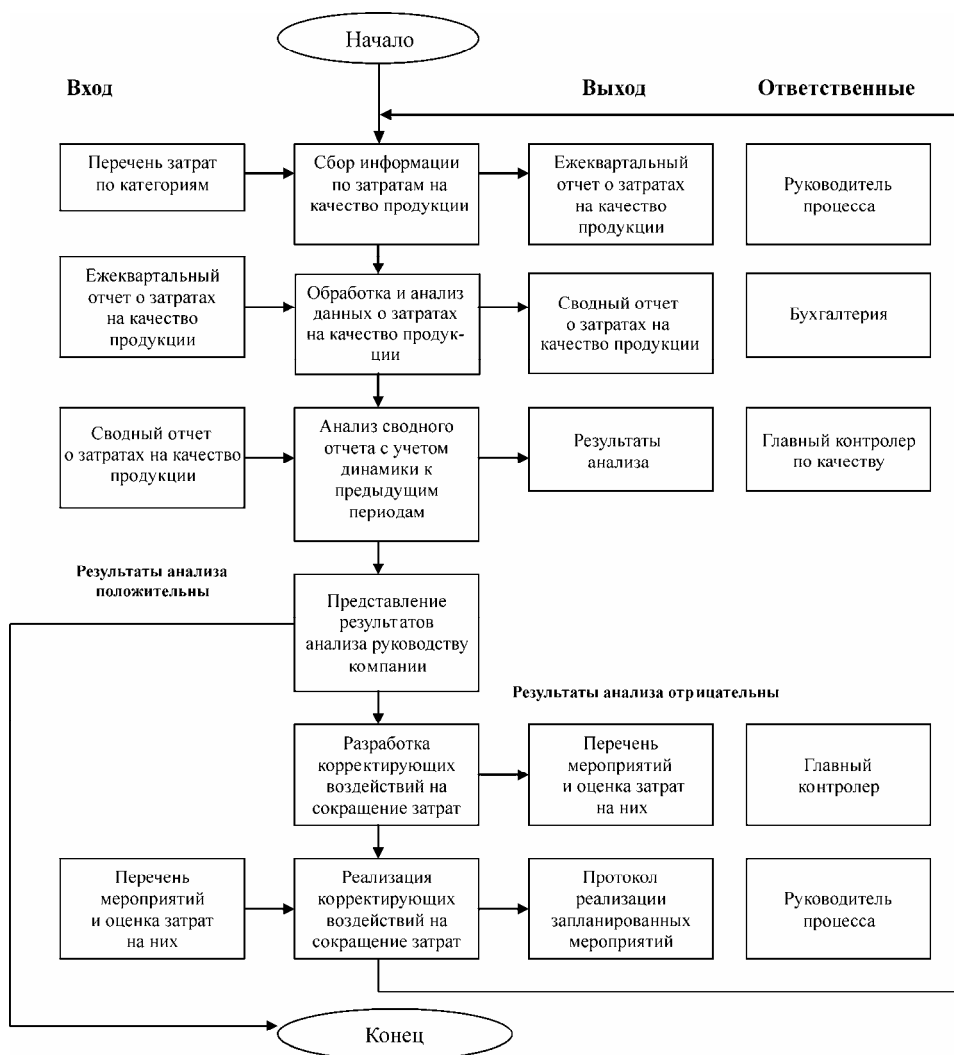 Начало
Вход
Выход
Ответственные
Перечень затрат
по категориям
Сбор информации
по затратам на
качество продукции
Ежеквартальный
отчет о затратах
на качество
продукции
Руководитель
процесса
Ежеквартальный
отчет о затратах
на качество
продукции
Обработка и анализ
данных о затратах
на качество продук-
ции
Сводный отчет
о затратах на
качество продукции
Бухгалтерия
Сводный отчет
о затратах на качество
продукции
Анализ сводного
отчета с учетом
динамики к
предыдущим
периодам
Результаты
анализа
Главный контролер
по качеству
Результаты анализа
положительны
Представление
результатов
анализа руководству
компании
Результаты анализа отрицательны
Разработка
корректирующих
воздействий на
сокращение затрат
Перечень
мероприятий
и оценка затрат
на них
Главный
контролер
Перечень
мероприятий
и оценка затрат
на них
Реализация
корректирующих
воздействий на
сокращение затрат
Протокол
реализации
запланированных
мероприятий
Руководитель
процесса
Конец